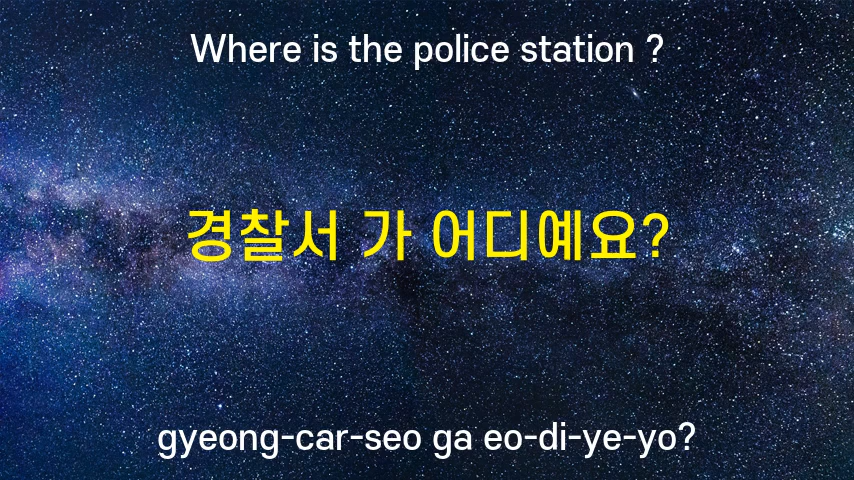 Where is the police station ?
경찰서 가 어디예요?
gyeong-car-seo ga eo-di-ye-yo?